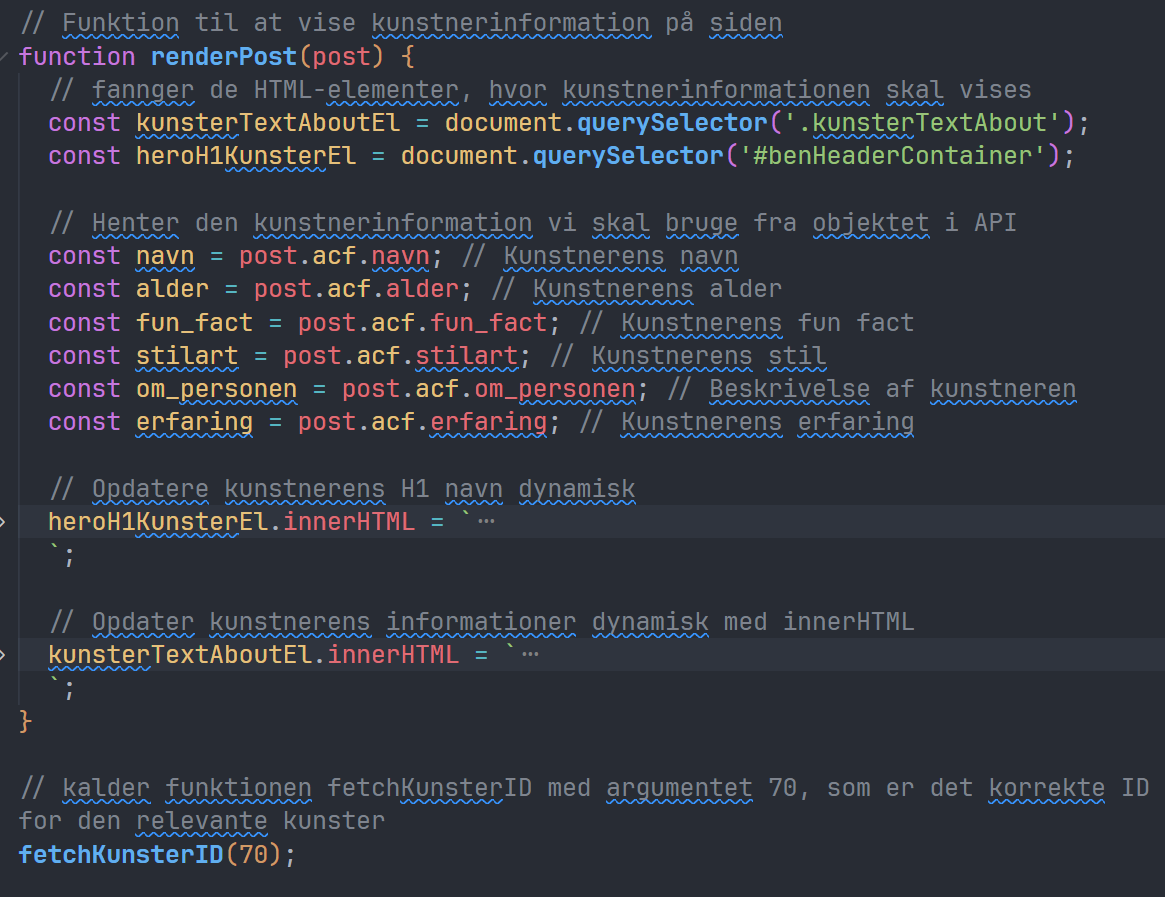 // Funktion til at vise kunstnerinformation på siden
function renderPost(post) {
// fannger de HTML-elementer, hvor kunstnerinformationen skal vises
const kunsterTextAboutEl = document.querySelector('.kunsterTextAbout');
const heroH1KunsterEl = document.querySelector('#benHeaderContainer');
// Henter den kunstnerinformation vi skal bruge fra objektet i API
const navn = post.acf.navn; // Kunstnerens navn
const alder = post.acf.alder; // Kunstnerens alder
const fun_fact = post.acf.fun_fact; // Kunstnerens fun fact
const stilart = post.acf.stilart; // Kunstnerens stil
const om_personen = post.acf.om_personen; // Beskrivelse af kunstneren
const erfaring = post.acf.erfaring; // Kunstnerens erfaring
// Opdatere kunstnerens H1 navn dynamisk
heroH1KunsterEl.innerHTML = `⋯
`;
// Opdater kunstnerens informationer dynamisk med innerHTML
kunsterTextAboutEl.innerHTML = `⋯
`;
}
// kalder funktionen fetchKunsterID med argumentet 70, som er det korrekte ID
for den relevante kunster
fetchKunsterID(70);